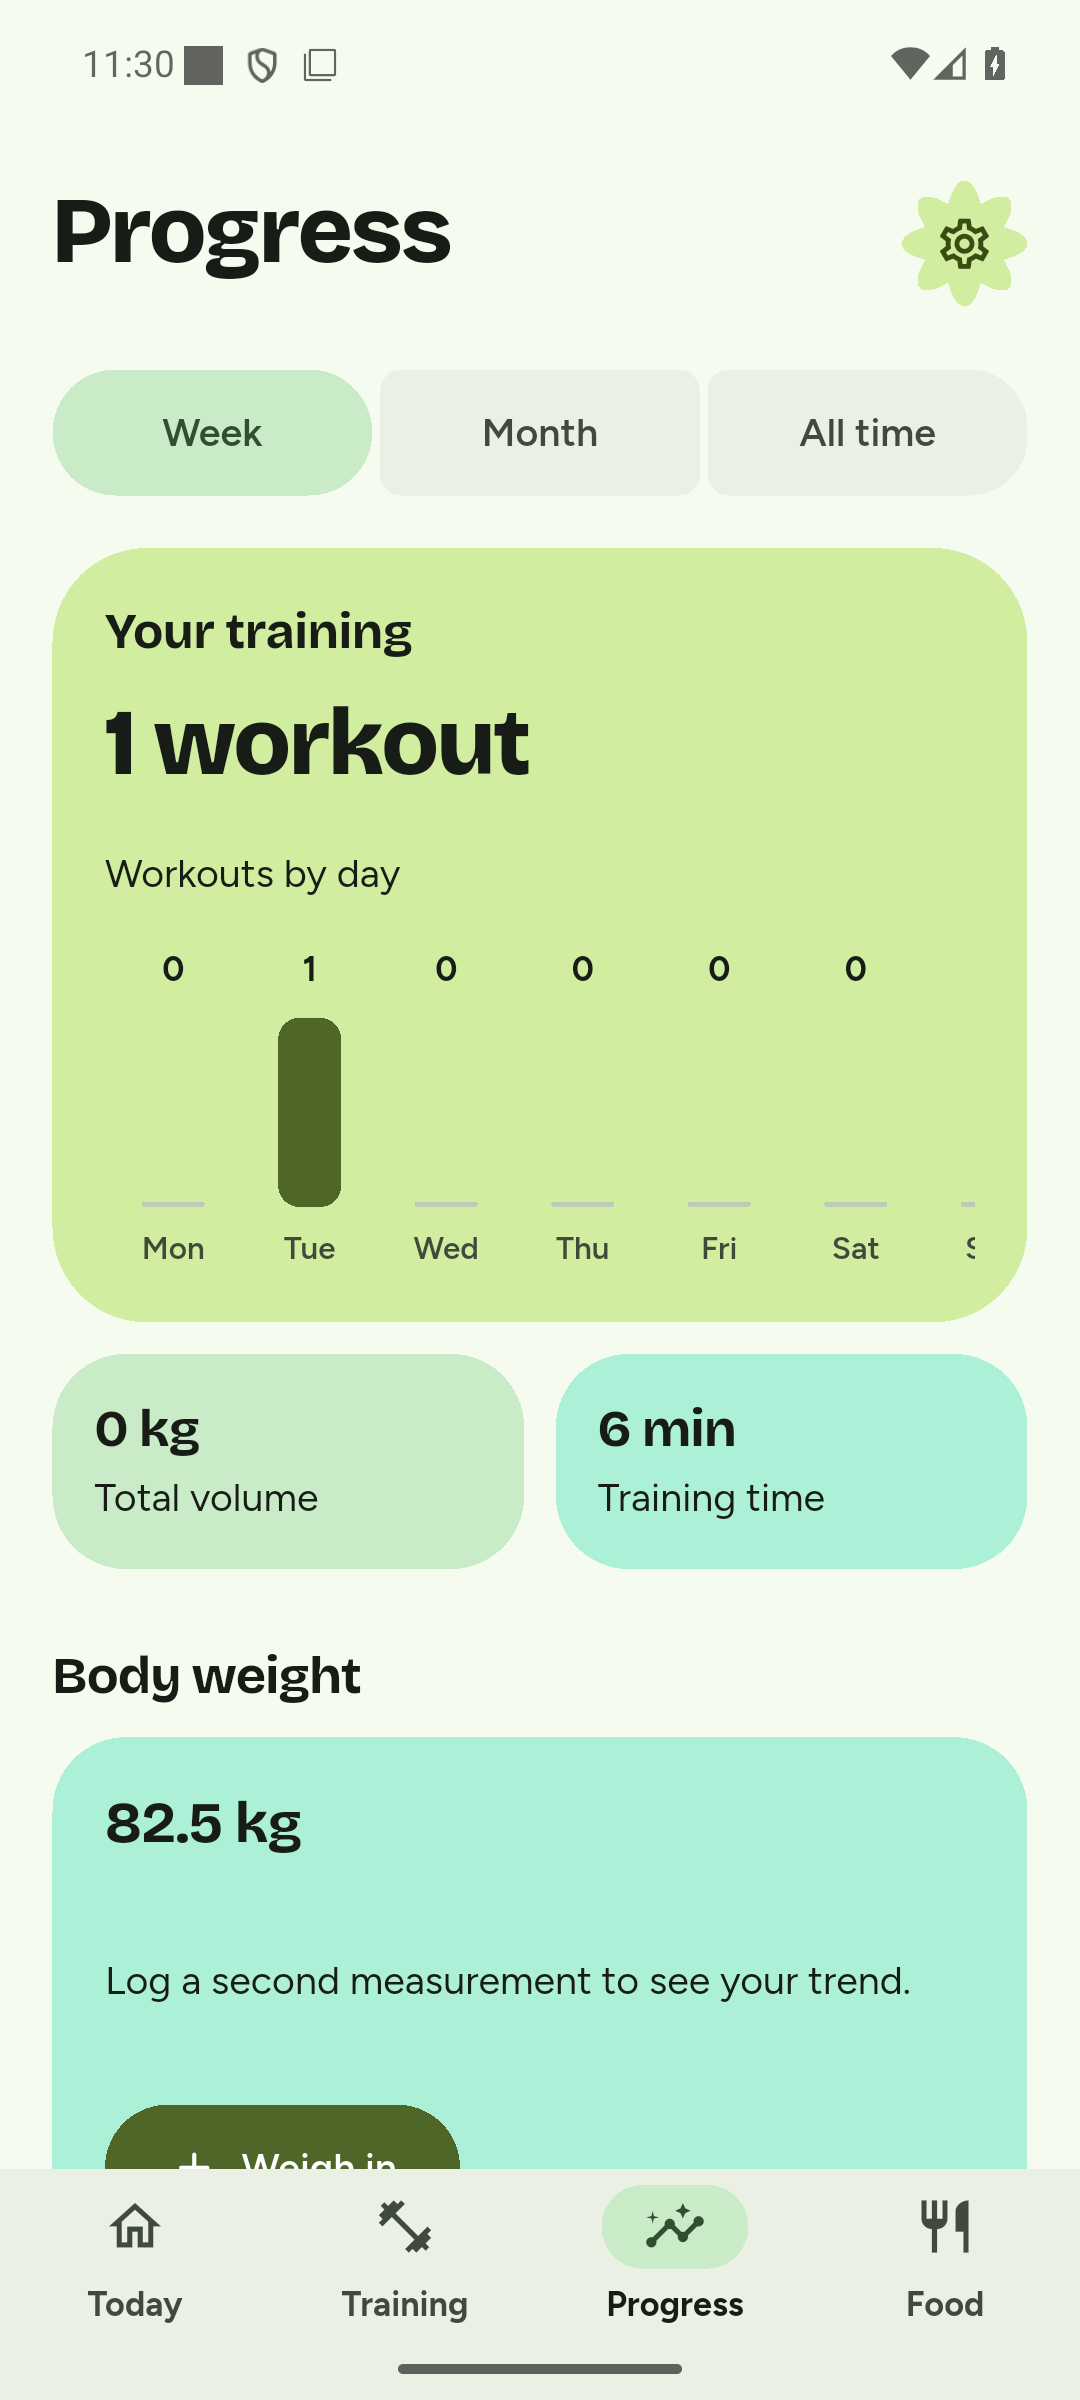 11:30
Progress
Week Month All time
Your training
1 workout
Workouts by day
0 1 0 0 0 0
Mon Tue Wed Thu Fri Sat
0 kg
Total volume
6 min
Training time
Body weight
82.5 kg
Log a second measurement to see your trend.
+ Weigh in
Today Training Progress Food